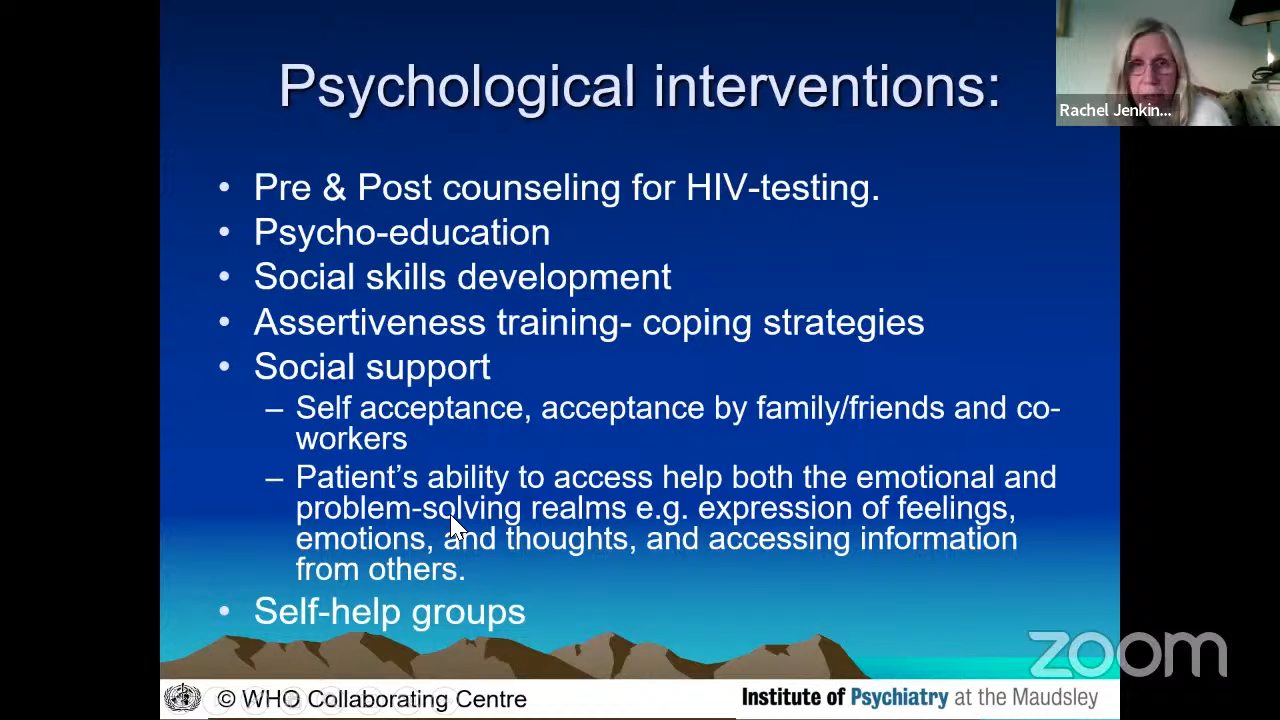 Psychological interventions:
Rachel Jenkin...
• Pre & Post counseling for HIV-testing.
• Psycho-education
• Social skills development
• Assertiveness training- coping strategies
• Social support
– Self acceptance, acceptance by family/friends and co-
workers
– Patient’s ability to access help both the emotional and
problem-solving realms e.g. expression of feelings,
emotions, and thoughts, and accessing information
from others.
• Self-help groups
zoom
© WHO Collaborating Centre
Institute of Psychiatry at the Maudsley